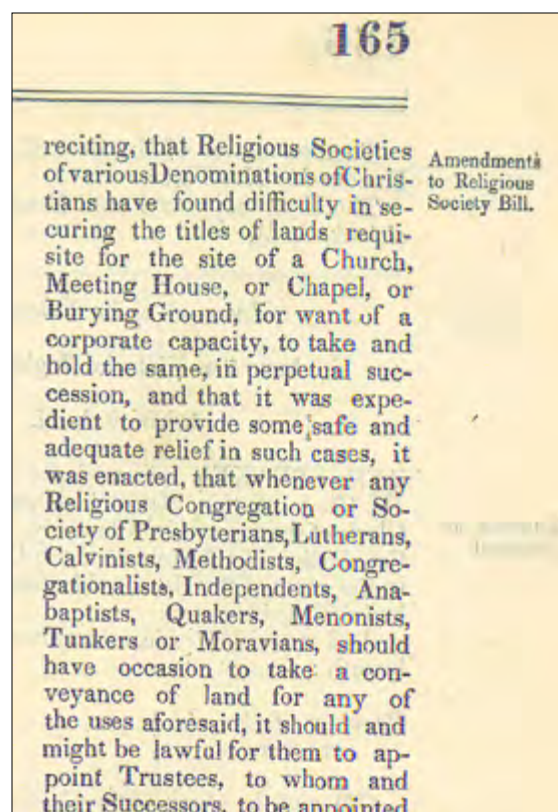 165
reciting, that Religious Societies
of various Denominations of Chris-
tians have found difficulty in se-
curing the titles of lands requi-
site for the site of a Church,
Meeting House, or Chapel, or
Burying Ground, for want of a
corporate capacity, to take and
hold the same, in perpetual suc-
cession, and that it was expe-
dient to provide some safe and
adequate relief in such cases, it
was enacted, that whenever any
Religious Congregation or So-
ciety of Presbyterians, Lutherans,
Calvinists, Methodists, Congre-
gationalists, Independents, Ana-
baptists, Quakers, Menonists,
Tunkers or Moravians, should
have occasion to take a con-
veyance of land for any of
the uses aforesaid, it should and
might be lawful for them to ap-
point Trustees, to whom and
their Successors, to be appointed
Amendments
to Religious
Society Bill.